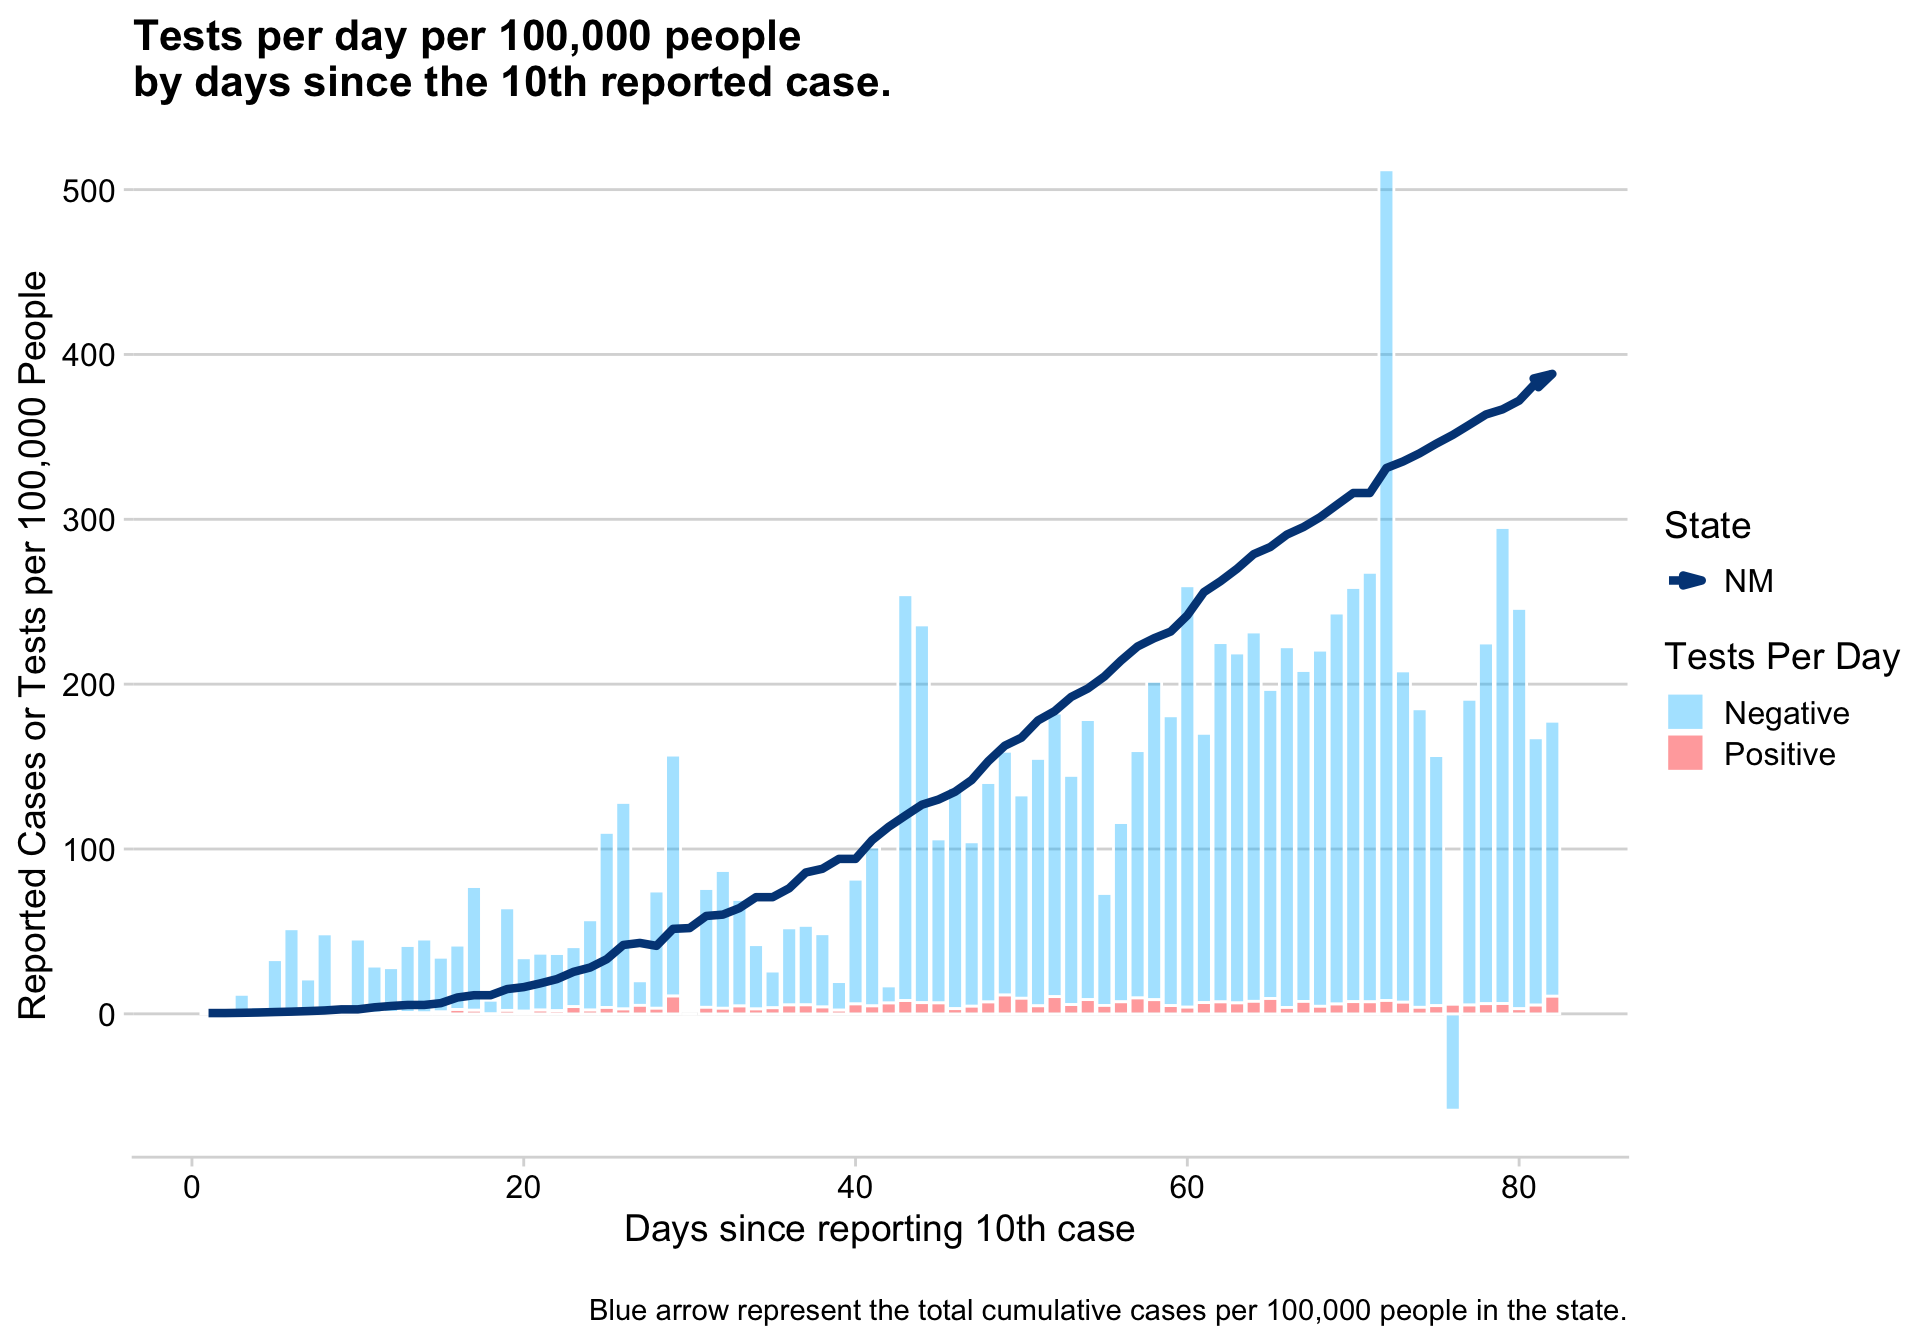 Tests per day per 100,000 people
by days since the 10th reported case.
Reported Cases or Tests per 100,000 People
500
400
300
200
100
0
0
20
40
60
80
Days since reporting 10th case
State
NM
Tests Per Day
Negative
Positive
Blue arrow represent the total cumulative cases per 100,000 people in the state.